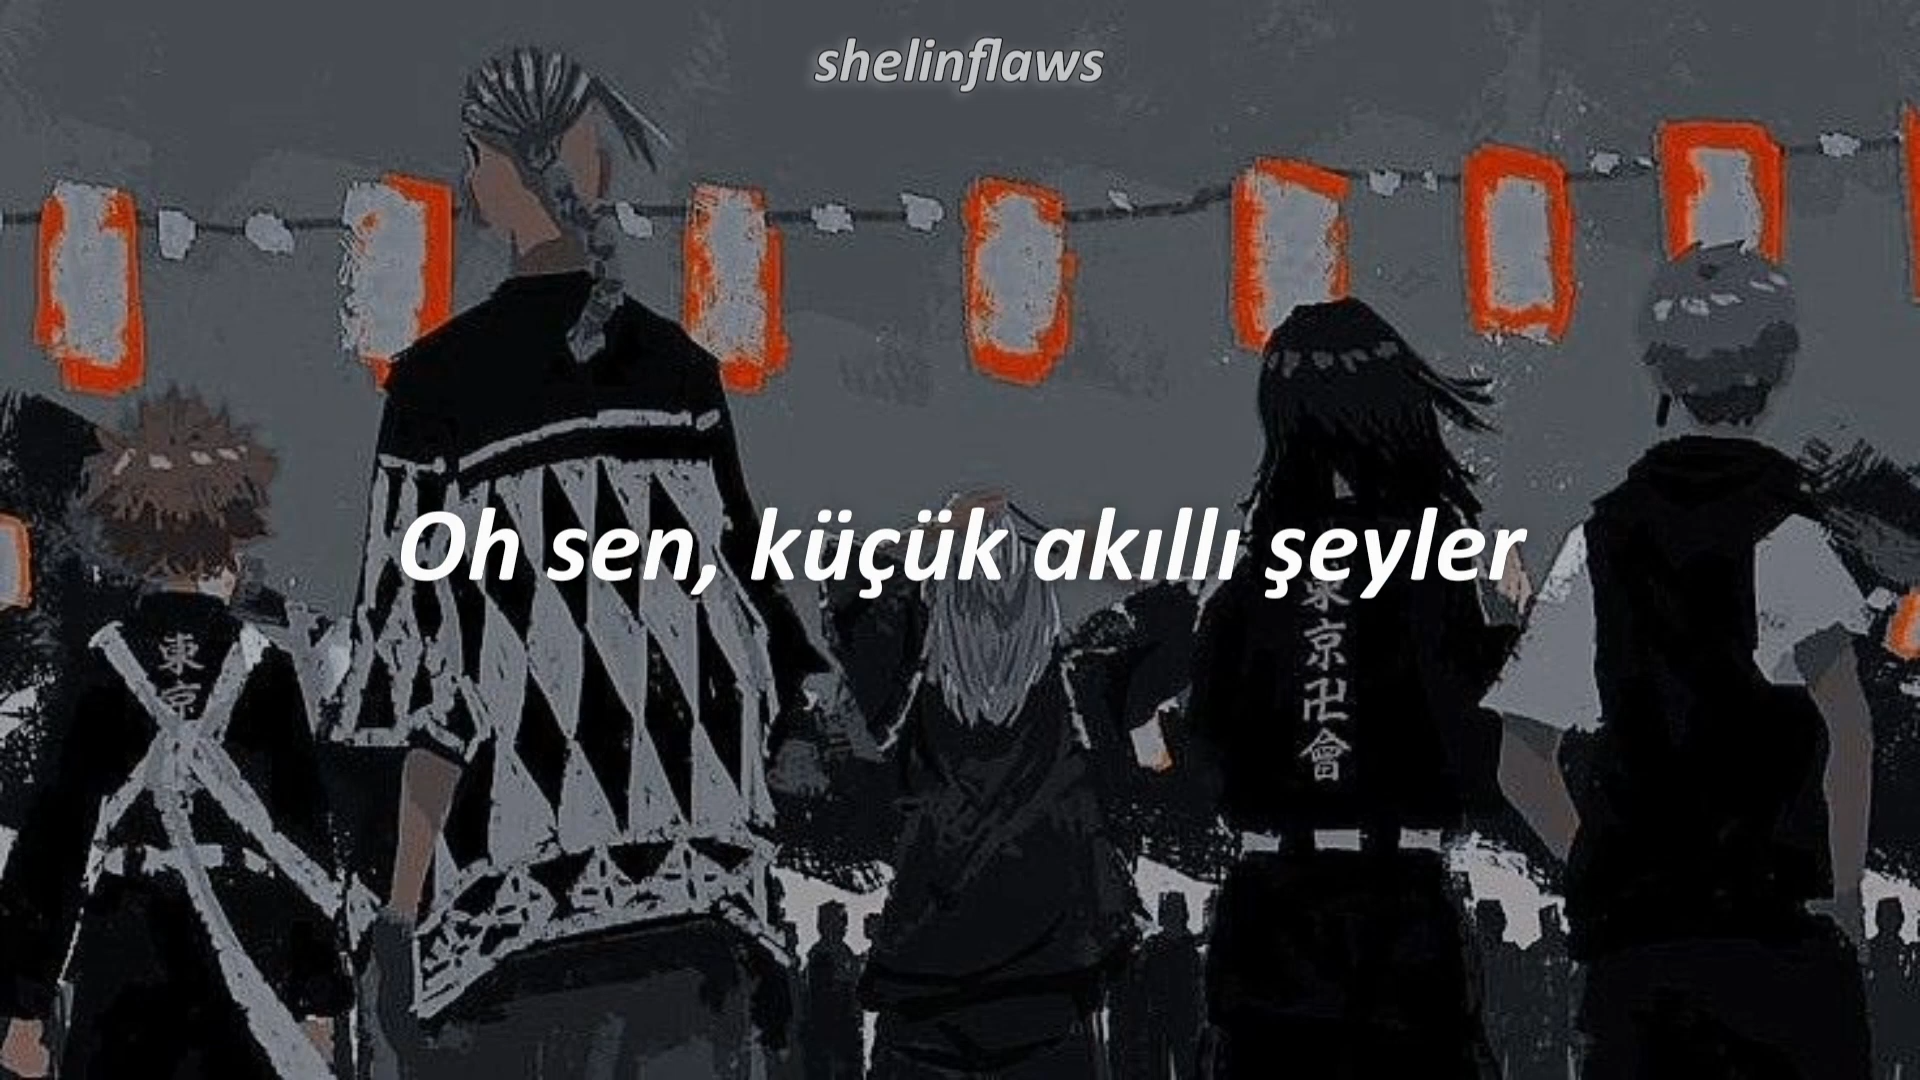 shelinflaws
Oh sen, küçük akıllı şeyler
東
京
東
京
卍
會